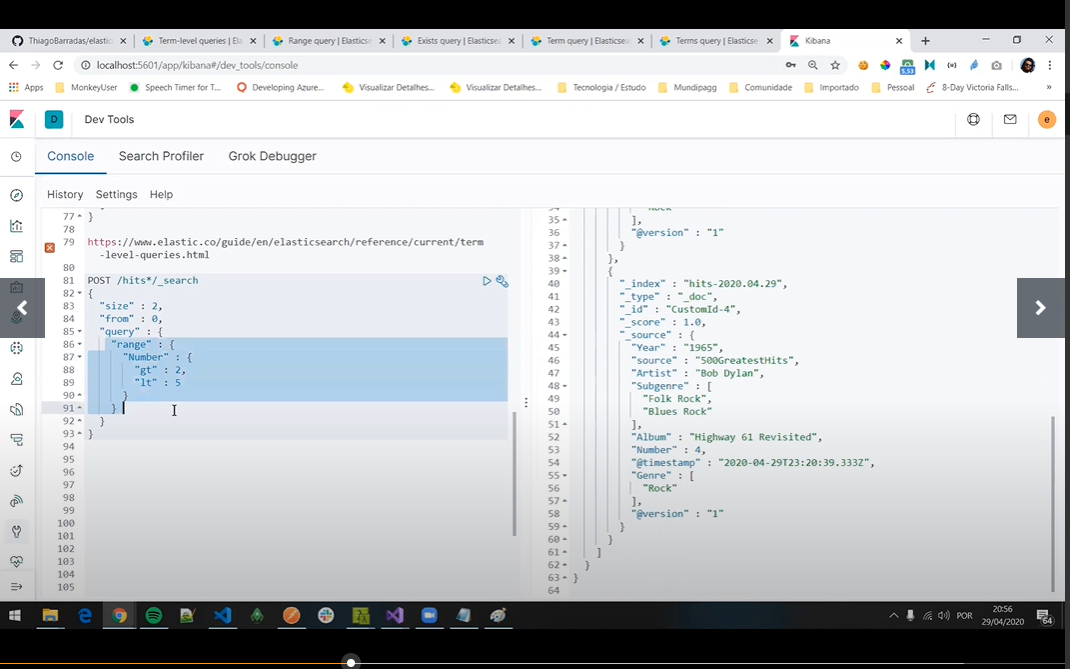 ThiagoBarradas/elastic
Term-level queries | Ela
Range query | Elasticse
Exists query | Elasticsea
Term query | Elasticsea
Terms query | Elasticse
Kibana
localhost:5601/app/kibana#/dev_tools/console
5,53
Apps
MonkeyUser
Speech Timer for T...
Developing Azure...
Visualizar Detalhes...
Visualizar Detalhes...
Tecnologia / Estudo
Mundipagg
Comunidade
Importado
Pessoal
8-Day Victoria Falls...
»
D
Dev Tools
e
Console
Search Profiler
Grok Debugger
History
Settings
Help
77 }
78
79 https://www.elastic.co/guide/en/elasticsearch/reference/current/term
-level-queries.html
80
81 POST /hits*/_search
82 {
83 "size" : 2,
84 "from" : 0,
85 "query" : {
86 "range" : {
87 "Number" : {
88 "gt" : 2,
89 "lt" : 5
90 }
91 }
92 }
93 }
94
95
96
97
98
99
100
101
102
103
104
105
34 "Rock"
35 ],
36 "@version" : "1"
37 }
38 },
39 {
40 "_index" : "hits-2020.04.29",
41 "_type" : "_doc",
42 "_id" : "CustomId-4",
43 "_score" : 1.0,
44 "_source" : {
45 "Year" : "1965",
46 "source" : "500GreatestHits",
47 "Artist" : "Bob Dylan",
48 "Subgenre" : [
49 "Folk Rock",
50 "Blues Rock"
51 ],
52 "Album" : "Highway 61 Revisited",
53 "Number" : 4,
54 "@timestamp" : "2020-04-29T23:20:39.333Z",
55 "Genre" : [
56 "Rock"
57 ],
58 "@version" : "1"
59 }
60 }
61 ]
62 }
63 }
64
POR
20:56
29/04/2020
64